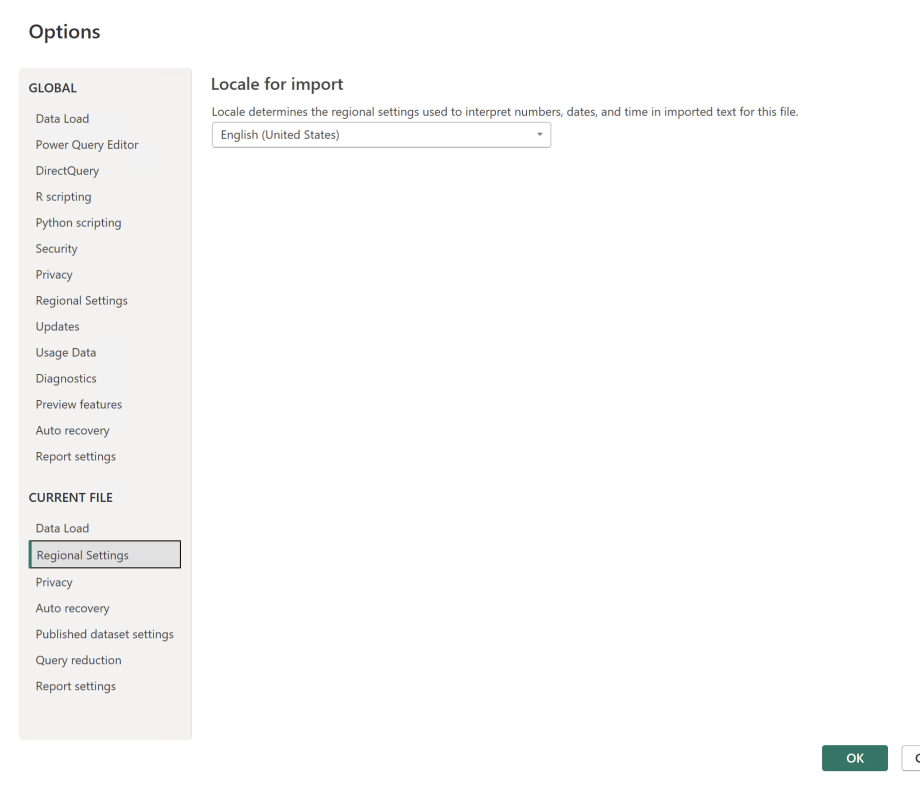 Options
GLOBAL
Data Load
Power Query Editor
DirectQuery
R scripting
Python scripting
Security
Privacy
Regional Settings
Updates
Usage Data
Diagnostics
Preview features
Auto recovery
Report settings
CURRENT FILE
Data Load
Regional Settings
Privacy
Auto recovery
Published dataset settings
Query reduction
Report settings
Locale for import
Locale determines the regional settings used to interpret numbers, dates, and time in imported text for this file.
English (United States)
OK